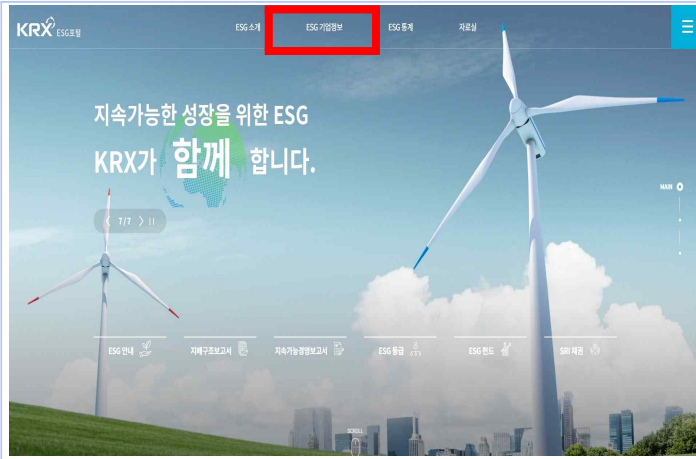 KRX ESG포털
ESG 소개 ESG 기업정보 ESG 통계 자료실
지속가능한 성장을 위한 ESG
KRX가 함께 합니다.
7/7
MAIN
ESG 안내 지배구조보고서 지속가능경영보고서 ESG 등급 ESG 펀드 SRI 채권
SCROLL